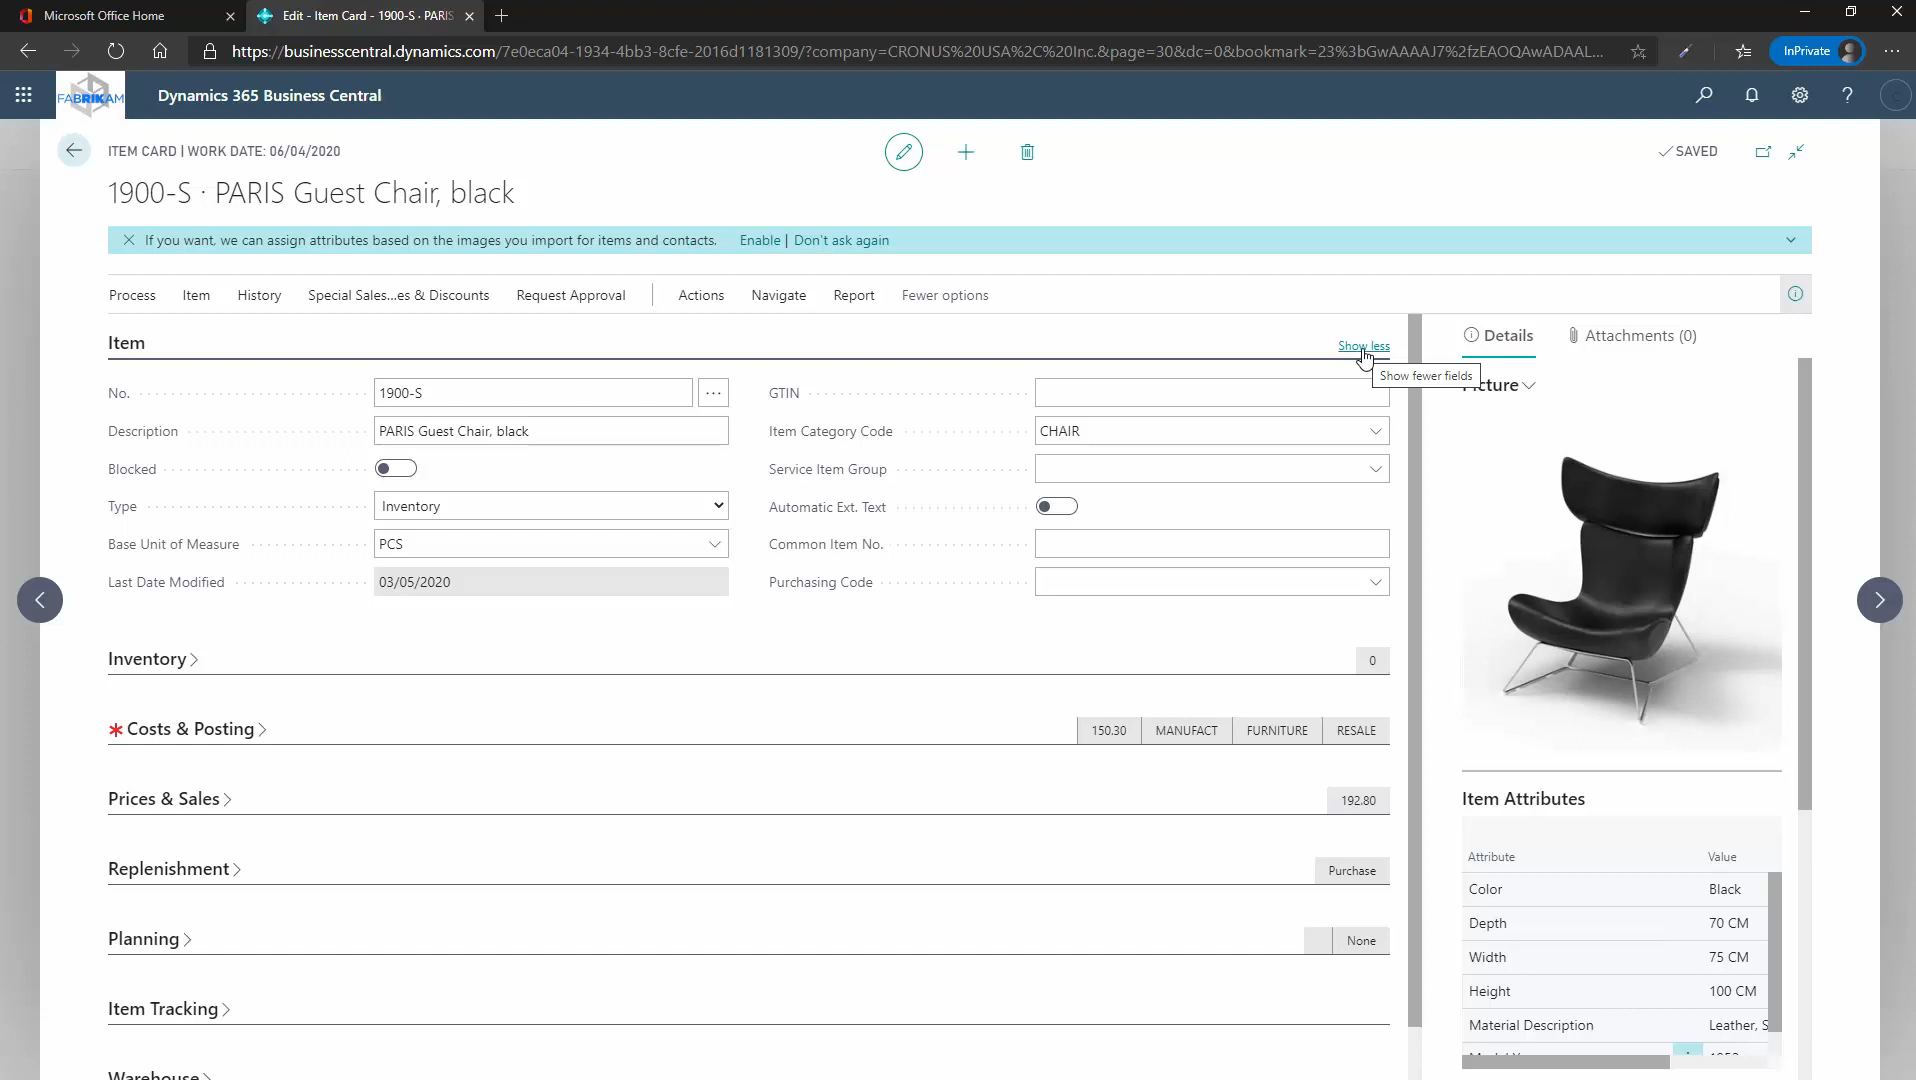 Microsoft Office Home
Edit - Item Card - 1900-S · PARIS
https://businesscentral.dynamics.com/7e0eca04-1934-4bb3-8cfe-2016d1181309/?company=CRONUS%20USA%2C%20Inc.&page=30&dc=0&bookmark=23%3bGwAAAAJ7%2fzEAOQAwADAAL...
InPrivate
FABRIKAM
Dynamics 365 Business Central
ITEM CARD | WORK DATE: 06/04/2020
SAVED
1900-S · PARIS Guest Chair, black
If you want, we can assign attributes based on the images you import for items and contacts. Enable | Don't ask again
Process Item History Special Sales...es & Discounts Request Approval Actions Navigate Report Fewer options
Item
Show less
Show fewer fields
No. 1900-S
Description PARIS Guest Chair, black
Blocked
Type Inventory
Base Unit of Measure PCS
Last Date Modified 03/05/2020
GTIN
Item Category Code CHAIR
Service Item Group
Automatic Ext. Text
Common Item No.
Purchasing Code
Inventory 0
Costs & Posting 150.30 MANUFACT FURNITURE RESALE
Prices & Sales 192.80
Replenishment Purchase
Planning None
Item Tracking
Warehouse
Details Attachments (0)
Picture
Item Attributes
Attribute Value
Color Black
Depth 70 CM
Width 75 CM
Height 100 CM
Material Description Leather, S